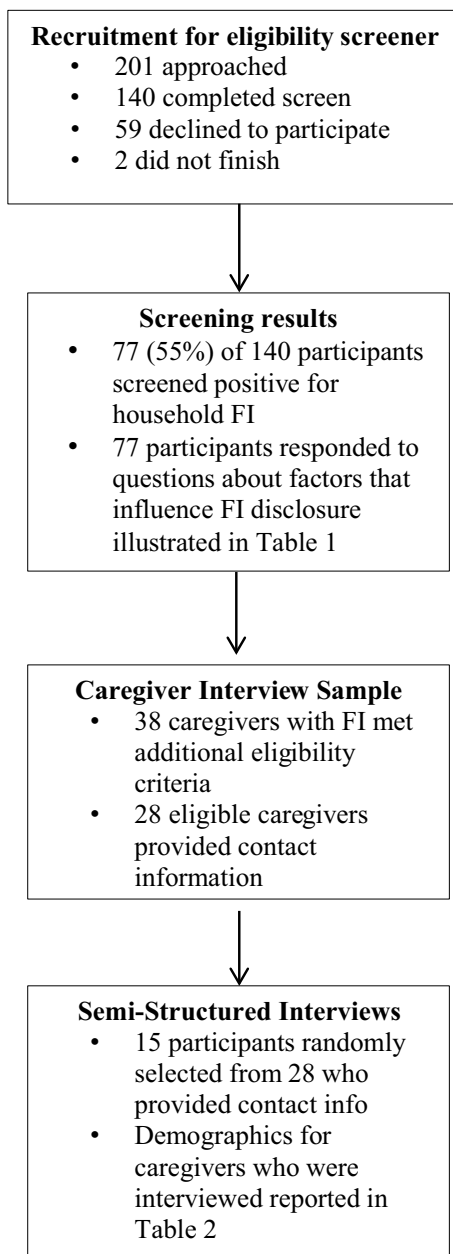 Recruitment for eligibility screener
• 201 approached
• 140 completed screen
• 59 declined to participate
• 2 did not finish
Screening results
• 77 (55%) of 140 participants
screened positive for
household FI
• 77 participants responded to
questions about factors that
influence FI disclosure
illustrated in Table 1
Caregiver Interview Sample
• 38 caregivers with FI met
additional eligibility
criteria
• 28 eligible caregivers
provided contact
information
Semi-Structured Interviews
• 15 participants randomly
selected from 28 who
provided contact info
• Demographics for
caregivers who were
interviewed reported in
Table 2